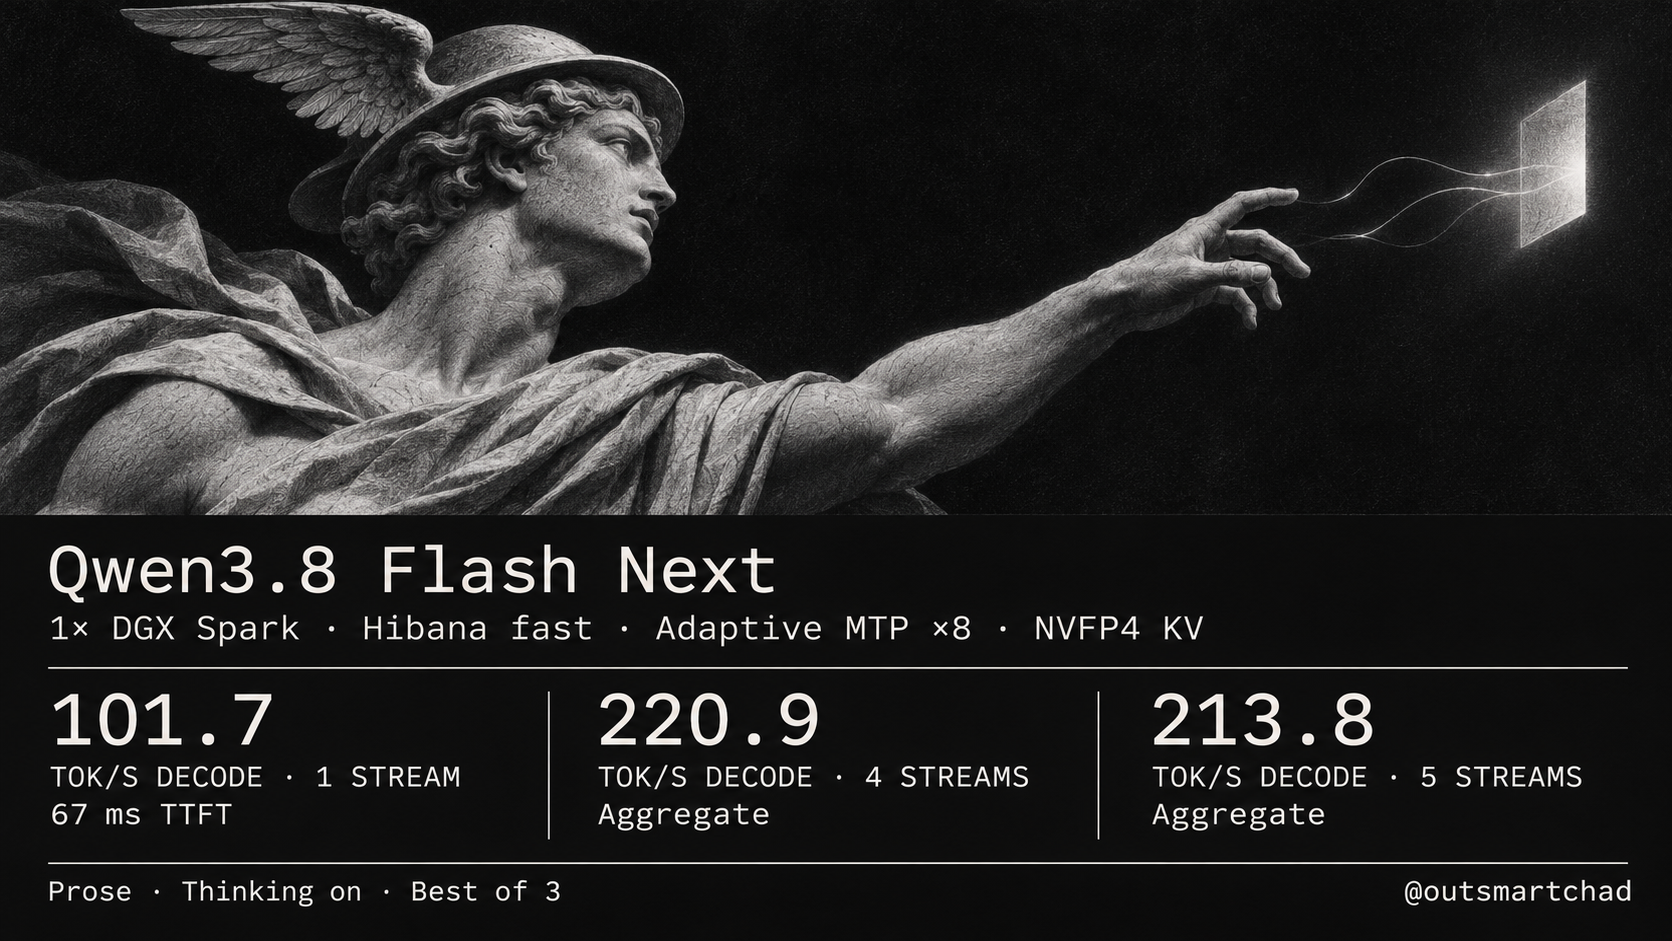 Qwen3.8 Flash Next
1× DGX Spark · Hibana fast · Adaptive MTP ×8 · NVFP4 KV
101.7
TOK/S DECODE · 1 STREAM
67 ms TTFT
220.9
TOK/S DECODE · 4 STREAMS
Aggregate
213.8
TOK/S DECODE · 5 STREAMS
Aggregate
Prose · Thinking on · Best of 3
@outsmartchad